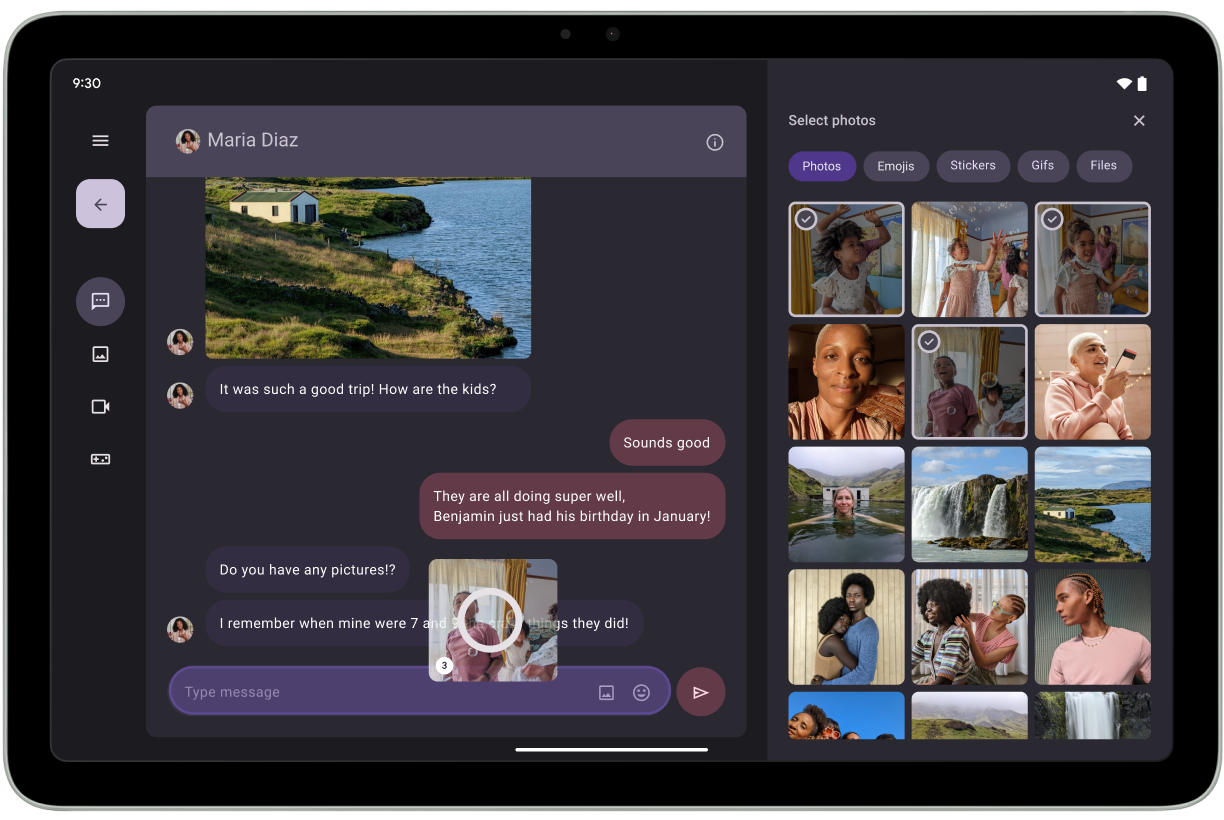 9:30
Maria Diaz
It was such a good trip! How are the kids?
Sounds good
They are all doing super well,
Benjamin just had his birthday in January!
Do you have any pictures!?
I remember when mine were 7 and 9 things they did!
3
Type message
Select photos
Photos
Emojis
Stickers
Gifs
Files